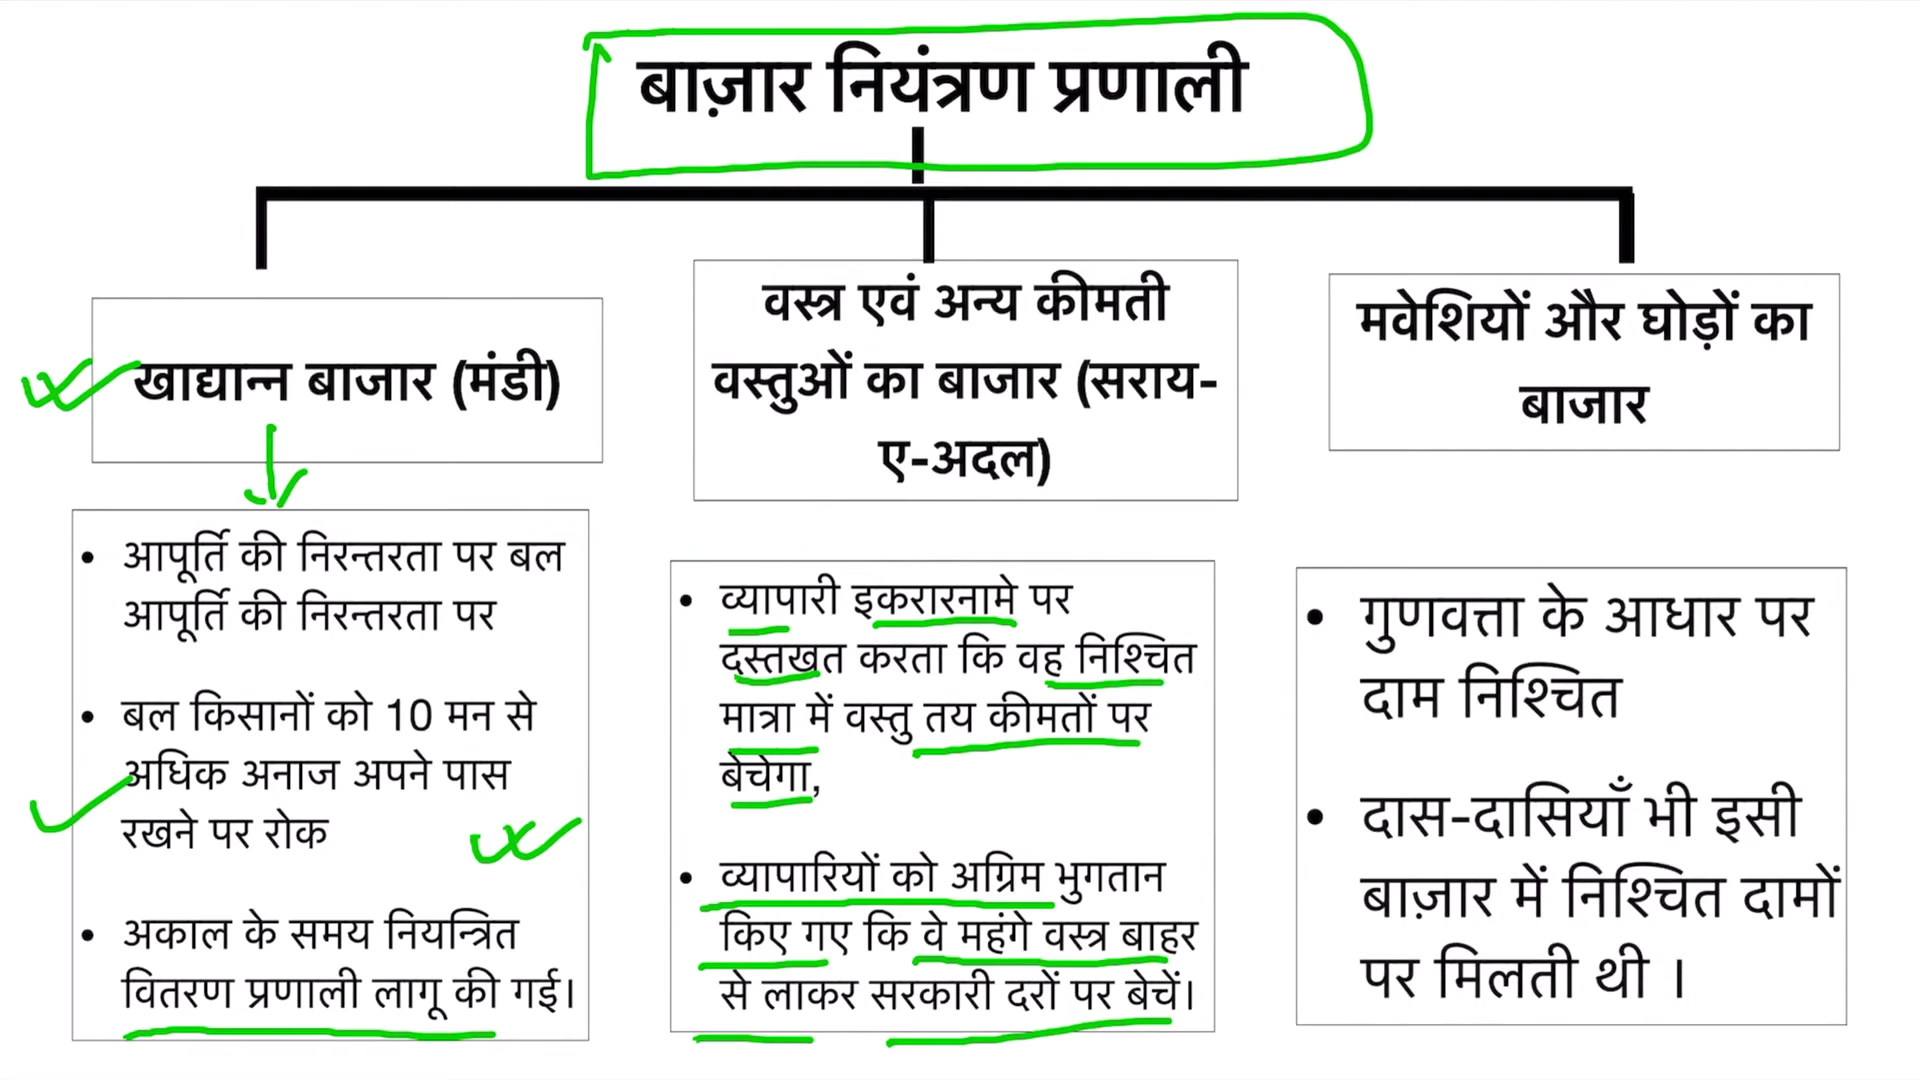 बाज़ार नियंत्रण प्रणाली
खाद्यान्न बाजार (मंडी)
आपूर्ति की निरन्तरता पर बल
आपूर्ति की निरन्तरता पर
बल किसानों को 10 मन से
अधिक अनाज अपने पास
रखने पर रोक
अकाल के समय नियन्त्रित
वितरण प्रणाली लागू की गई।
वस्त्र एवं अन्य कीमती
वस्तुओं का बाजार (सराय-
ए-अदल)
व्यापारी इकरारनामे पर
दस्तखत करता कि वह निश्चित
मात्रा में वस्तु तय कीमतों पर
बेचेगा,
व्यापारियों को अग्रिम भुगतान
किए गए कि वे महंगे वस्त्र बाहर
से लाकर सरकारी दरों पर बेचें।
मवेशियों और घोड़ों का
बाजार
गुणवत्ता के आधार पर
दाम निश्चित
दास-दासियाँ भी इसी
बाज़ार में निश्चित दामों
पर मिलती थी ।